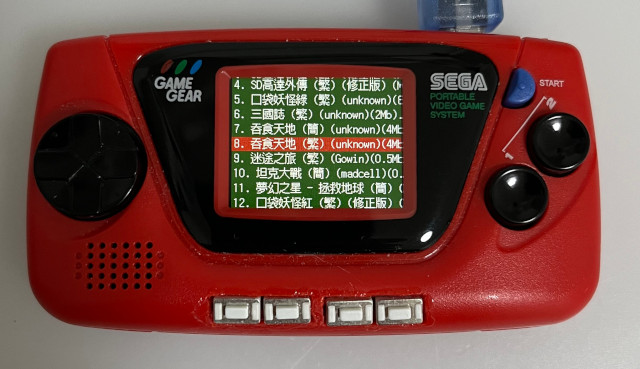 GAME
GEAR
4. SD高達外傳 (繁) (修正版) (M
5. 口袋妖怪綠 (繁) (unknown)(8
6. 三國誌 (繁) (unknown)(2Mb).
7. 吞食天地 (簡) (unknown)(4Mb
8. 吞食天地 (繁) (unknown)(4Mb
9. 迷途之旅 (繁) (Gowin)(0.5Mb
10. 坦克大戰 (簡) (madcell)(0.
11. 夢幻之星 - 拯救地球 (簡) (
12. 口袋妖怪紅 (繁) (修正版) (
SEGA
PORTABLE
VIDEO GAME
SYSTEM
START
2
1